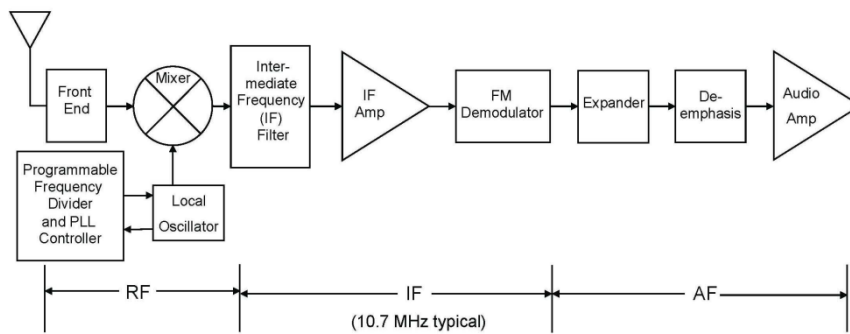 Front
End
Mixer
Inter-
mediate
Frequency
(IF)
Filter
IF
Amp
FM
Demodulator
Expander
De-
emphasis
Audio
Amp
Programmable
Frequency
Divider
and PLL
Controller
Local
Oscillator
RF
IF
AF
(10.7 MHz typical)